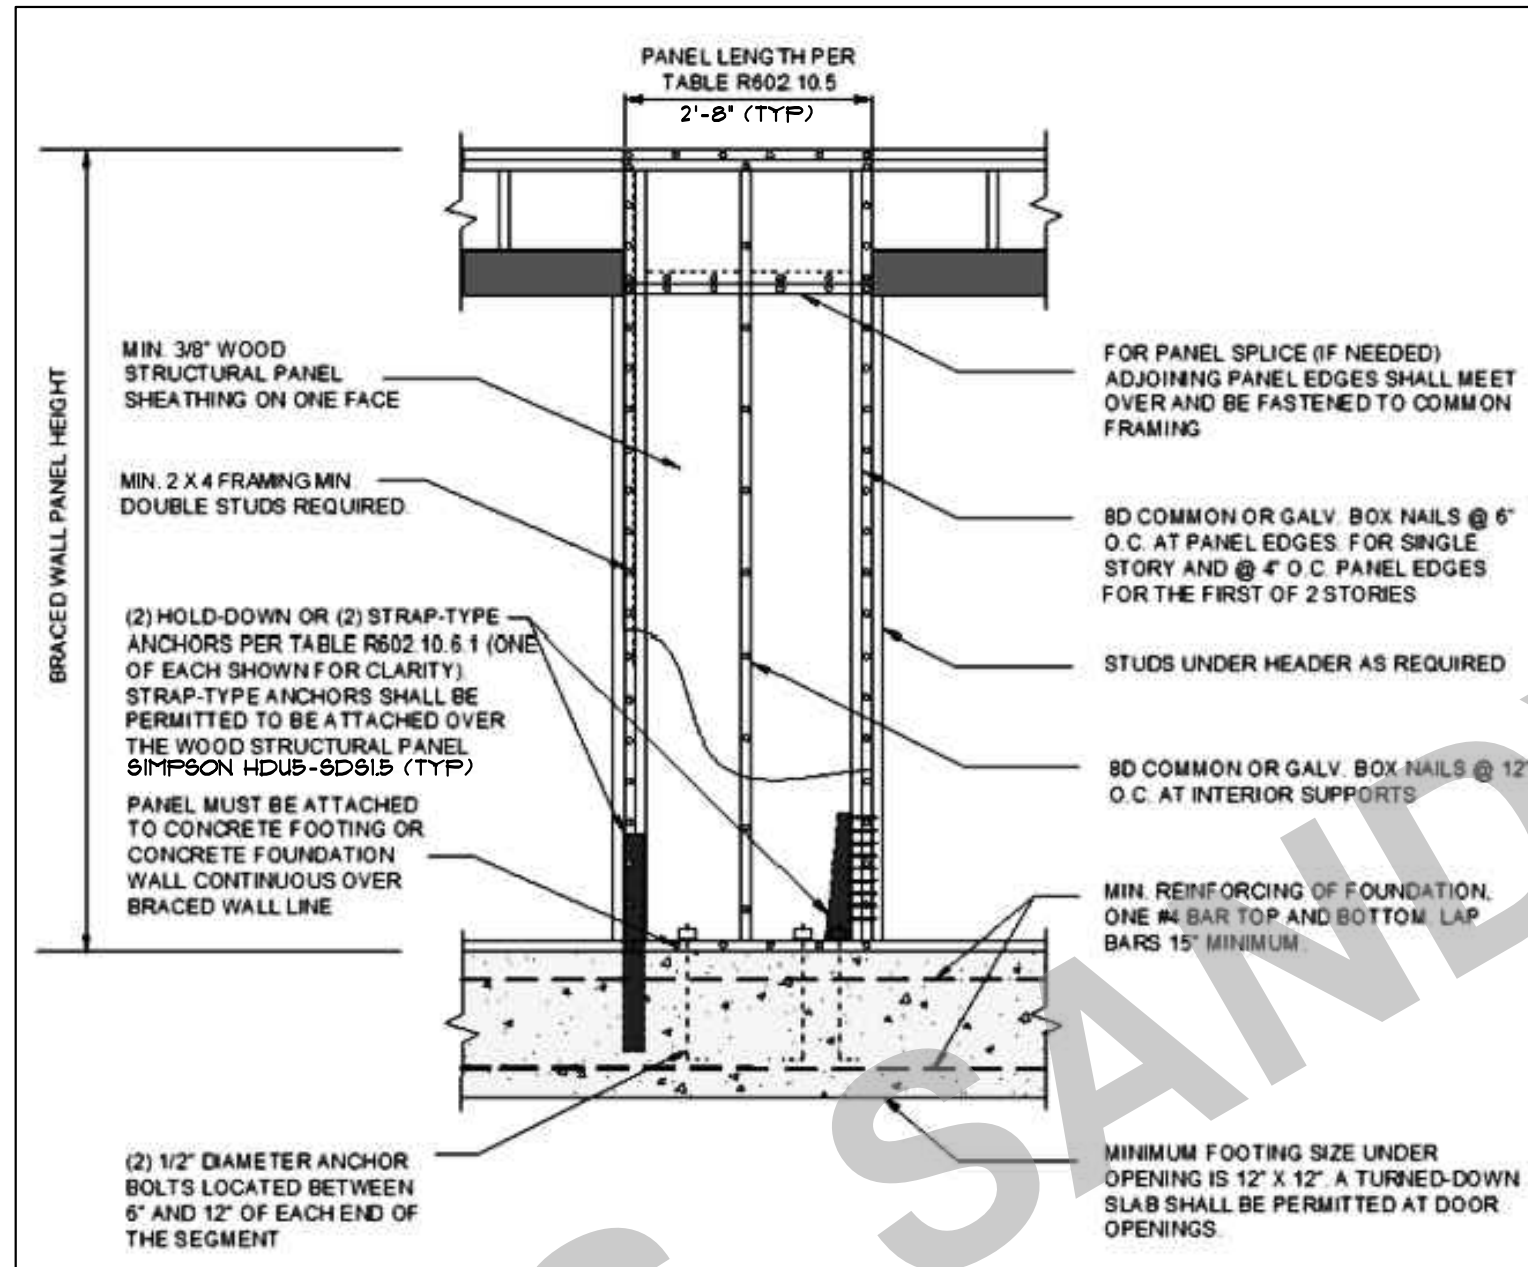 PANEL LENGTH PER
TABLE R602.10.5
2'-8" (TYP)
BRACED WALL PANEL HEIGHT
MIN. 3/8" WOOD
STRUCTURAL PANEL
SHEATHING ON ONE FACE
MIN. 2 X 4 FRAMING MIN.
DOUBLE STUDS REQUIRED.
(2) HOLD-DOWN OR (2) STRAP-TYPE
ANCHORS PER TABLE R602.10.6.1 (ONE
OF EACH SHOWN FOR CLARITY).
STRAP-TYPE ANCHORS SHALL BE
PERMITTED TO BE ATTACHED OVER
THE WOOD STRUCTURAL PANEL
SIMPSON HDU5-SDS1.5 (TYP)
PANEL MUST BE ATTACHED
TO CONCRETE FOOTING OR
CONCRETE FOUNDATION
WALL CONTINUOUS OVER
BRACED WALL LINE
(2) 1/2" DIAMETER ANCHOR
BOLTS LOCATED BETWEEN
6" AND 12" OF EACH END OF
THE SEGMENT
FOR PANEL SPLICE (IF NEEDED)
ADJOINING PANEL EDGES SHALL MEET
OVER AND BE FASTENED TO COMMON
FRAMING
8D COMMON OR GALV. BOX NAILS @ 6"
O.C. AT PANEL EDGES. FOR SINGLE
STORY AND @ 4" O.C. PANEL EDGES
FOR THE FIRST OF 2 STORIES
STUDS UNDER HEADER AS REQUIRED
8D COMMON OR GALV. BOX NAILS @ 12"
O.C. AT INTERIOR SUPPORTS
MIN. REINFORCING OF FOUNDATION,
ONE #4 BAR TOP AND BOTTOM. LAP
BARS 15" MINIMUM.
MINIMUM FOOTING SIZE UNDER
OPENING IS 12" X 12". A TURNED-DOWN
SLAB SHALL BE PERMITTED AT DOOR
OPENINGS.